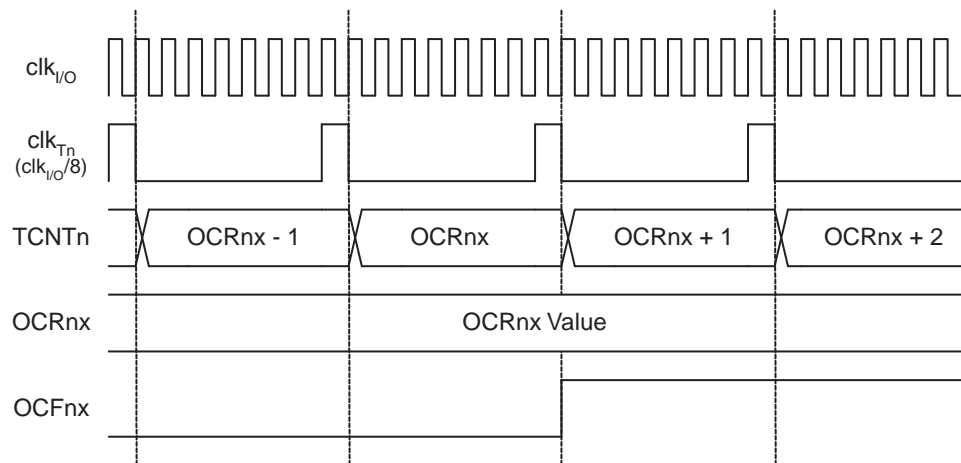 clkI/O
clkTn
(clkI/O/8)
TCNTn
OCRnx - 1
OCRnx
OCRnx + 1
OCRnx + 2
OCRnx
OCRnx Value
OCFnx